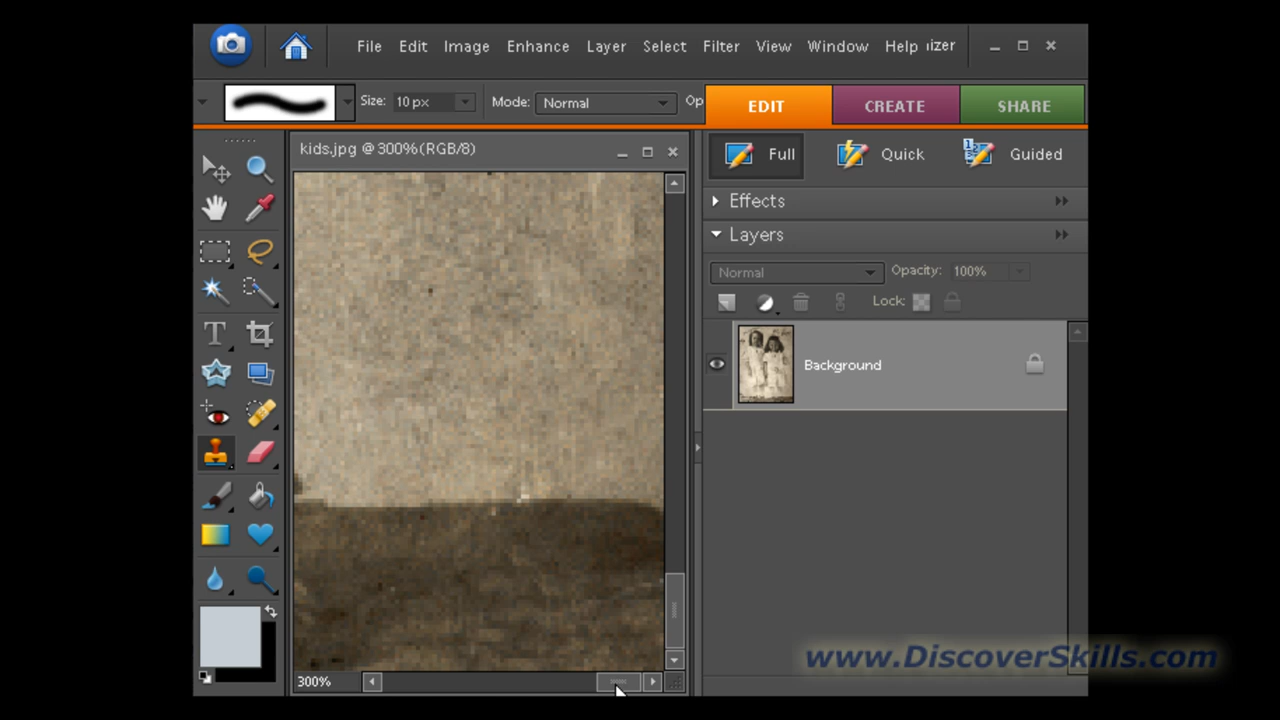 File Edit Image Enhance Layer Select Filter View Window Help izer
Size: 10 px Mode: Normal Op
EDIT CREATE SHARE
kids.jpg @ 300%(RGB/8)
Full Quick Guided
Effects
Layers
Normal Opacity: 100%
Lock:
Background
T
300%
www.DiscoverSkills.com